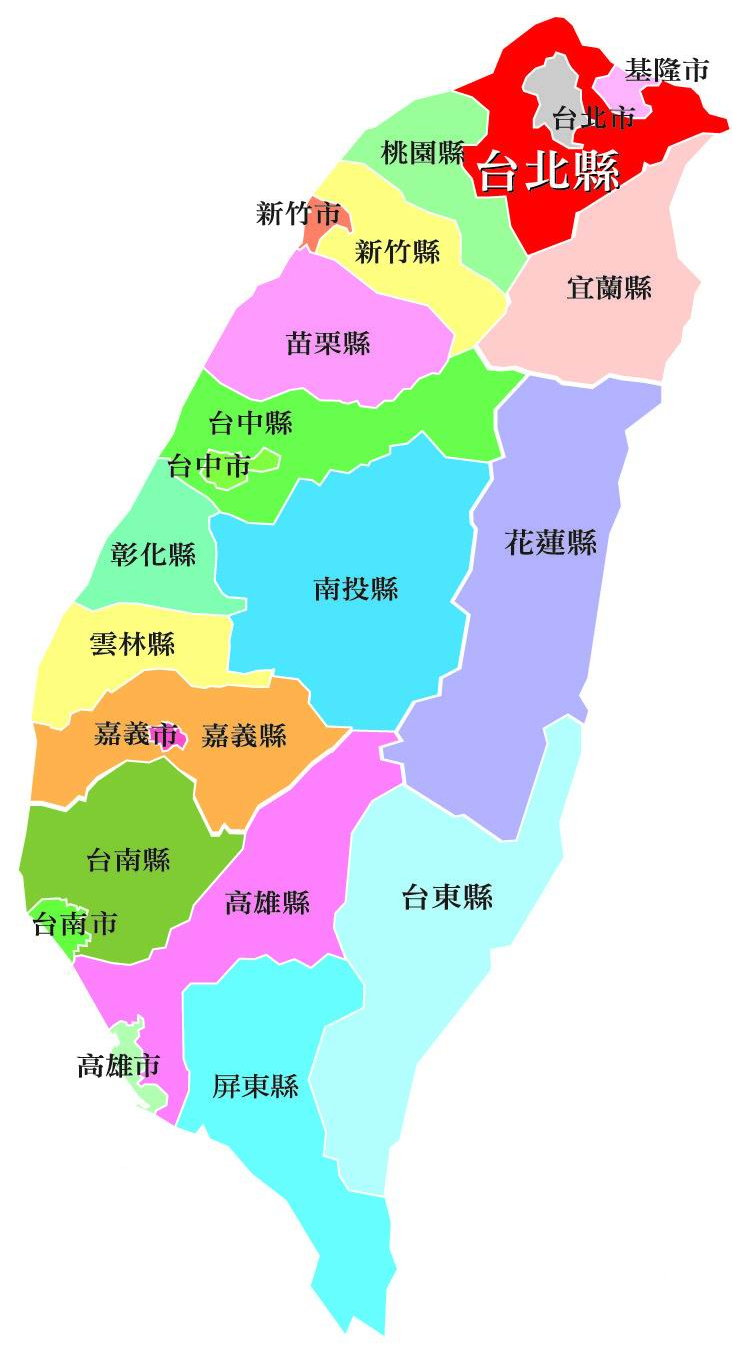 基隆市
台北市
桃園縣
台北縣
新竹市
新竹縣
宜蘭縣
苗栗縣
台中縣
台中市
花蓮縣
彰化縣
南投縣
雲林縣
嘉義市
嘉義縣
台南縣
台東縣
高雄縣
台南市
高雄市
屏東縣